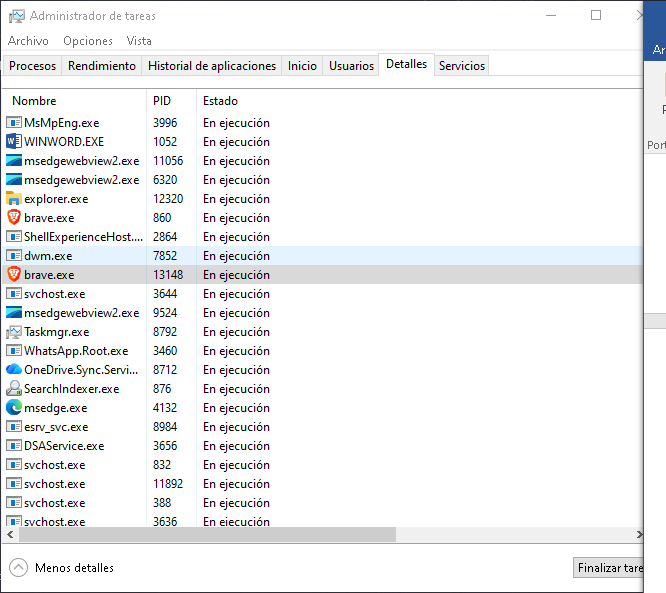 Administrador de tareas
Archivo Opciones Vista
Ar
Procesos Rendimiento Historial de aplicaciones Inicio Usuarios Detalles Servicios
Nombre PID Estado
MsMpEng.exe 3996 En ejecución
WINWORD.EXE 1052 En ejecución
Port
msedgewebview2.exe 11056 En ejecución
msedgewebview2.exe 6320 En ejecución
explorer.exe 12320 En ejecución
brave.exe 860 En ejecución
ShellExperienceHost.... 2864 En ejecución
dwm.exe 7852 En ejecución
brave.exe 13148 En ejecución
svchost.exe 3644 En ejecución
msedgewebview2.exe 9524 En ejecución
Taskmgr.exe 8792 En ejecución
WhatsApp.Root.exe 3460 En ejecución
OneDrive.Sync.Servi... 8712 En ejecución
SearchIndexer.exe 876 En ejecución
msedge.exe 4132 En ejecución
esrv_svc.exe 8984 En ejecución
DSAService.exe 3656 En ejecución
svchost.exe 832 En ejecución
svchost.exe 11892 En ejecución
svchost.exe 388 En ejecución
svchost.exe 3636 En ejecución
Menos detalles
Finalizar tare